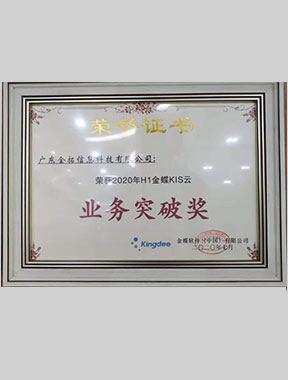 荣誉证书
广东金拓信息科技有限公司:
荣获2020年H1金蝶KIS云
业务突破奖
Kingdee
金蝶软件(中国)有限公司
二〇二〇年七月